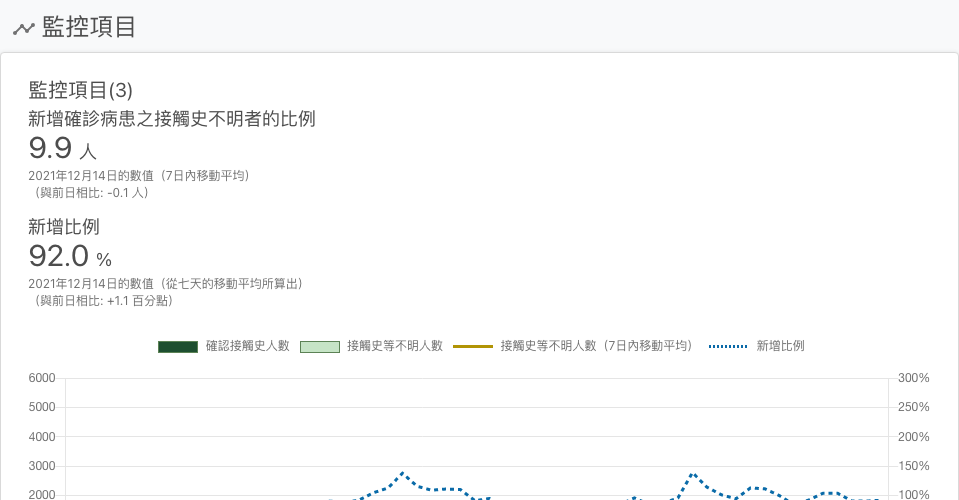 監控項目
監控項目(3)
新增確診病患之接觸史不明者的比例
9.9 人
2021年12月14日的數值（7日內移動平均）
（與前日相比: -0.1 人）
新增比例
92.0 %
2021年12月14日的數值（從七天的移動平均所算出）
（與前日相比: +1.1 百分點）
確認接觸史人數 接觸史等不明人數 接觸史等不明人數（7日內移動平均） 新增比例
6000 300%
5000 250%
4000 200%
3000 150%
2000 100%